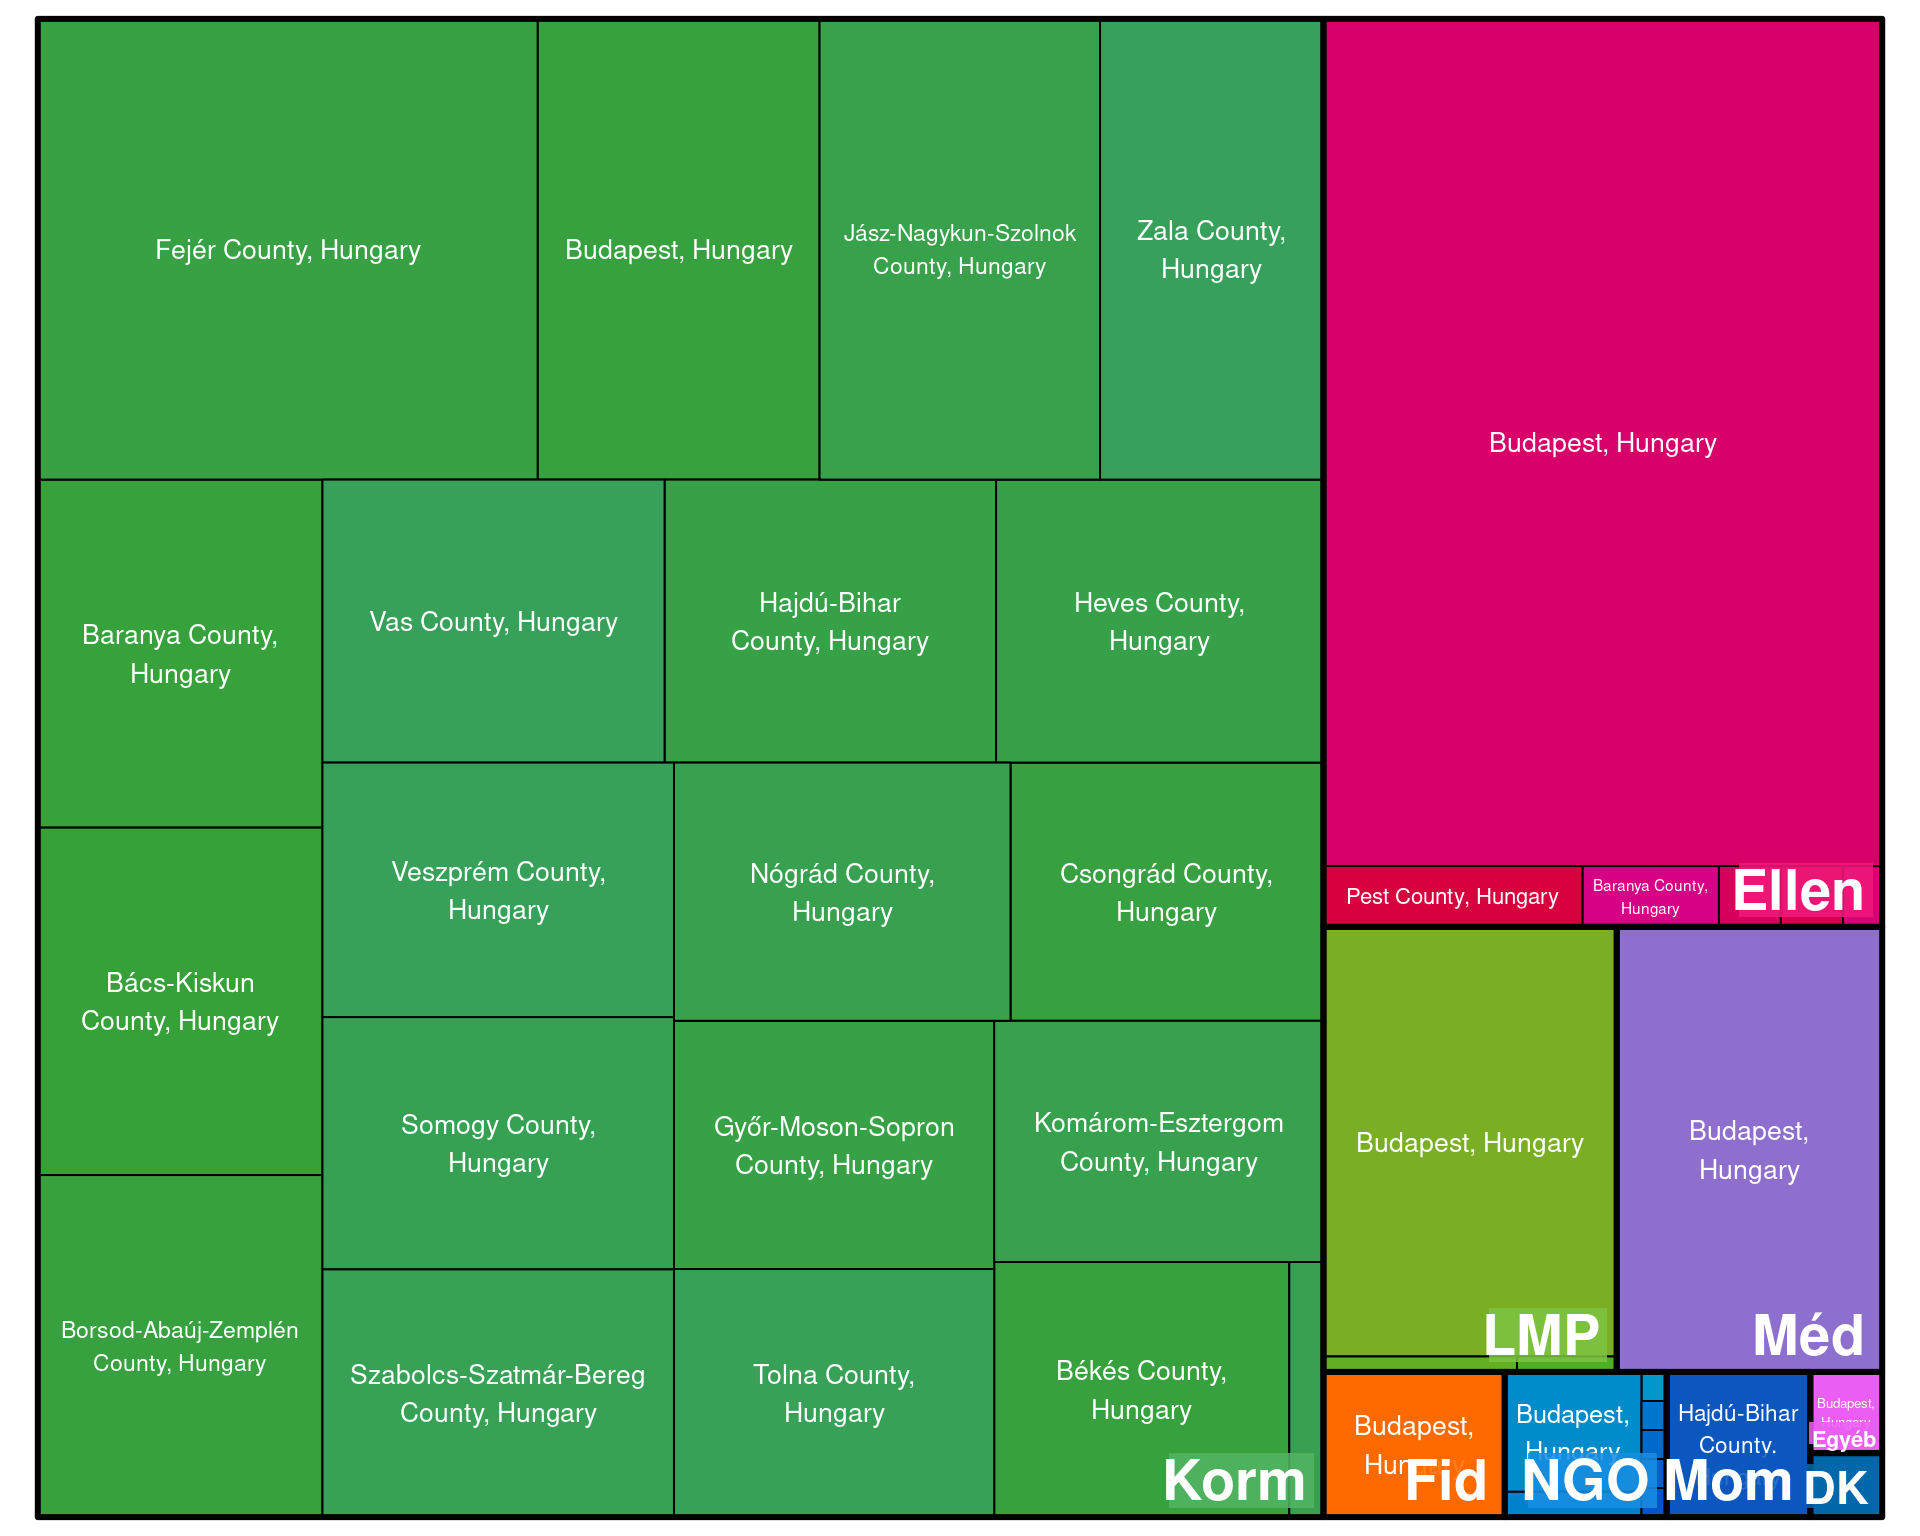 Fejér County, Hungary
Budapest, Hungary
Jász-Nagykun-Szolnok
County, Hungary
Zala County,
Hungary
Baranya County,
Hungary
Vas County, Hungary
Hajdú-Bihar
County, Hungary
Heves County,
Hungary
Bács-Kiskun
County, Hungary
Veszprém County,
Hungary
Nógrád County,
Hungary
Csongrád County,
Hungary
Borsod-Abaúj-Zemplén
County, Hungary
Somogy County,
Hungary
Győr-Moson-Sopron
County, Hungary
Komárom-Esztergom
County, Hungary
Szabolcs-Szatmár-Bereg
County, Hungary
Tolna County,
Hungary
Békés County,
Hungary
Korm
Budapest, Hungary
Pest County, Hungary
Baranya County,
Hungary
Ellen
Budapest, Hungary
LMP
Budapest,
Hungary
Méd
Budapest,
Hungary
Fid
Budapest,
Hungary
NGO
Hajdú-Bihar
County,
Mom
Budapest,
Hungary
Egyéb
DK